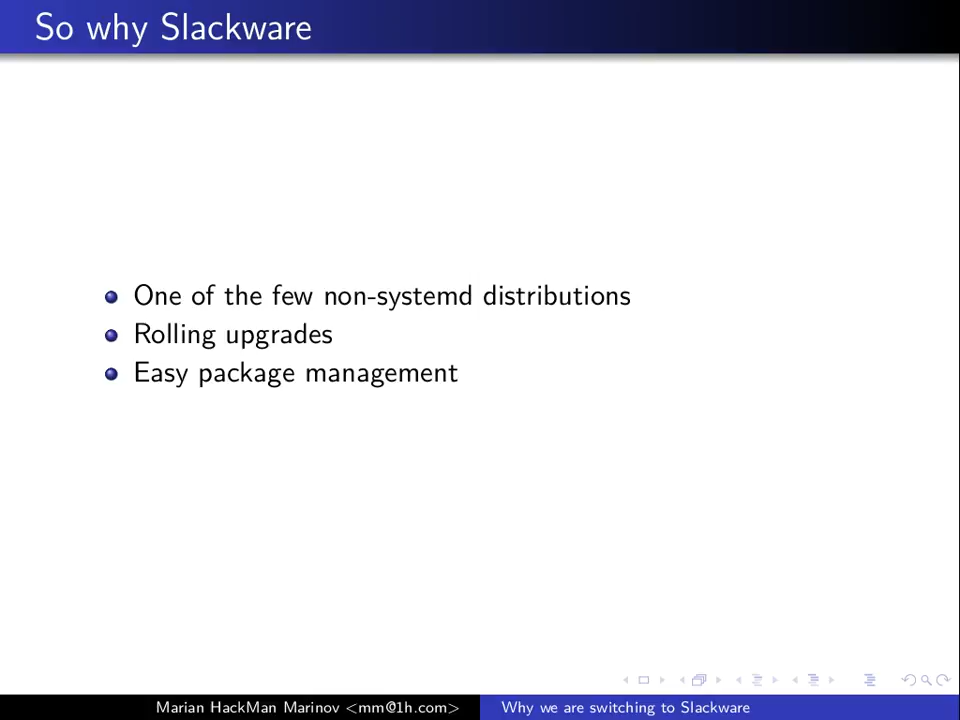 So why Slackware
One of the few non-systemd distributions
Rolling upgrades
Easy package management
Marian HackMan Marinov <mm@1h.com>
Why we are switching to Slackware